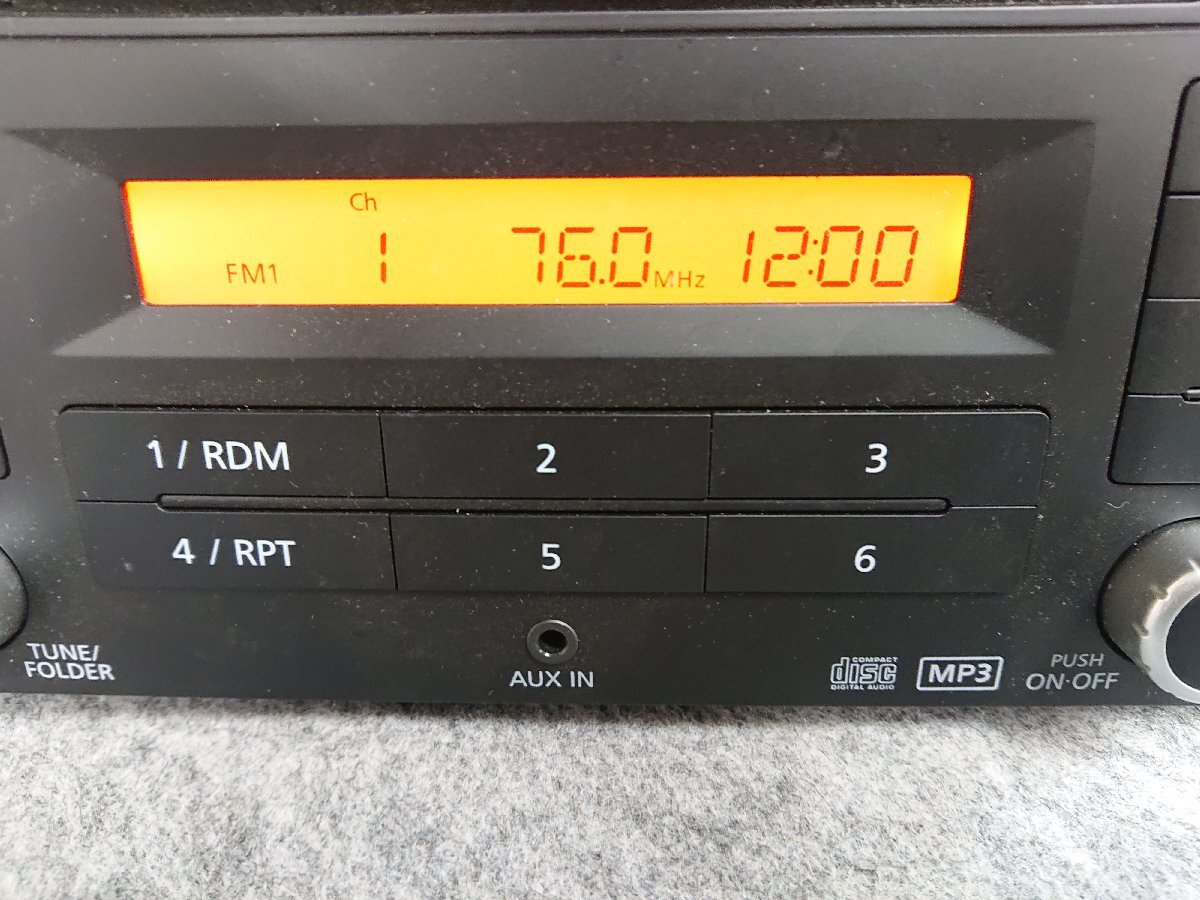 Ch
FM1 1 76.0 MHz 12:00
1 / RDM 2 3
4 / RPT 5 6
TUNE/
FOLDER
AUX IN
COMPACT
disc
DIGITAL AUDIO
MP3
PUSH
ON·OFF